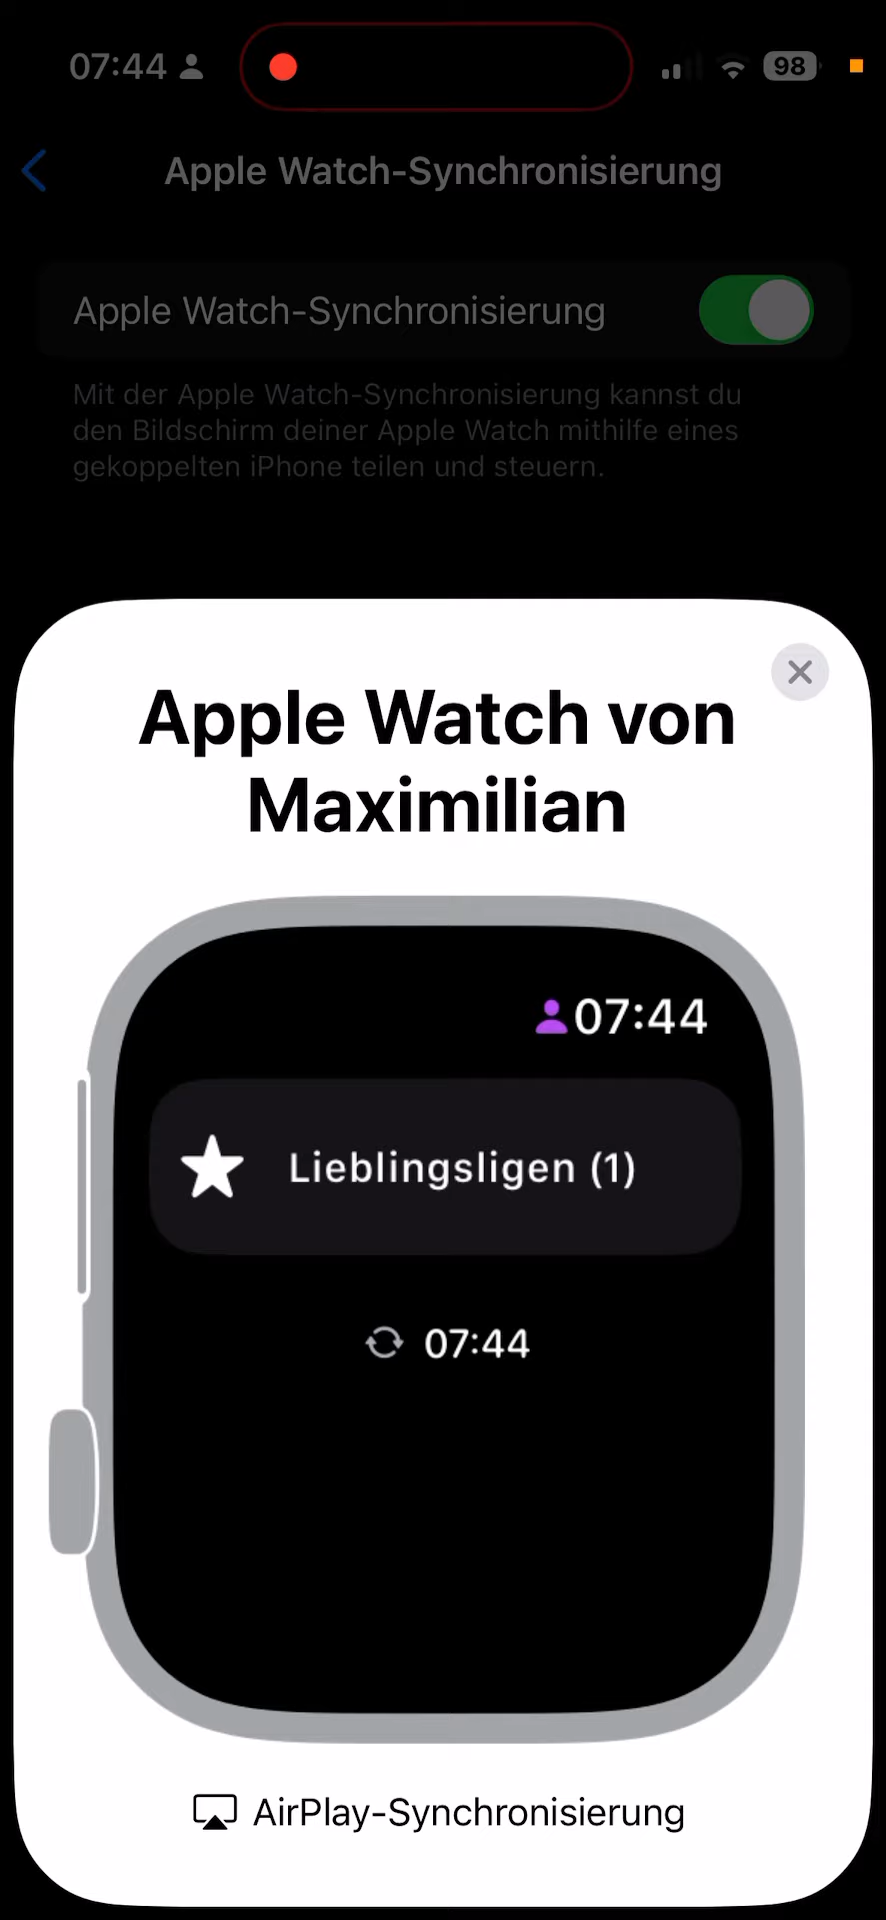 07:44
98
Apple Watch-Synchronisierung
Apple Watch-Synchronisierung
Mit der Apple Watch-Synchronisierung kannst du
den Bildschirm deiner Apple Watch mithilfe eines
gekoppelten iPhone teilen und steuern.
Apple Watch von
Maximilian
07:44
Lieblingsligen (1)
07:44
AirPlay-Synchronisierung